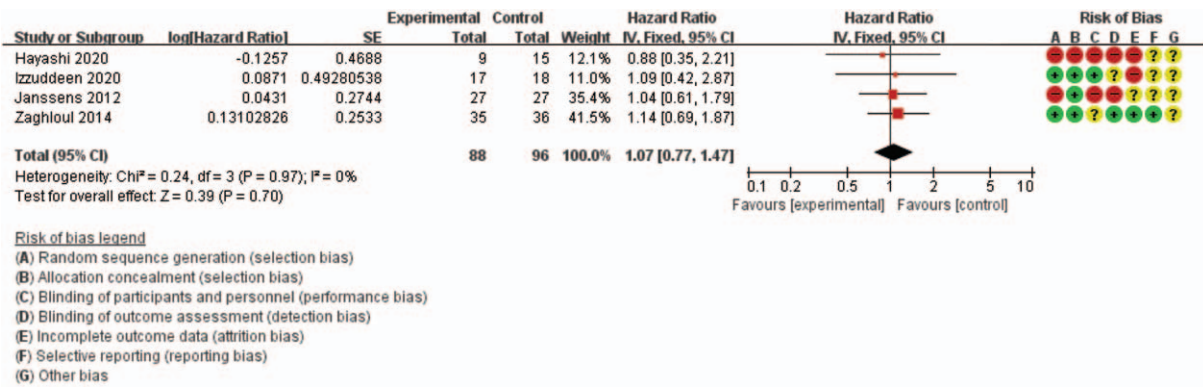 Experimental Control Hazard Ratio Hazard Ratio Risk of Bias
Study or Subgroup log[Hazard Ratio] SE Total Total Weight IV, Fixed, 95% CI IV, Fixed, 95% CI A B C D E F G
Hayashi 2020 -0.1257 0.4688 9 15 12.1% 0.88 [0.35, 2.21] - - - - - ? ?
Izzuddeen 2020 0.0871 0.49280538 17 18 11.0% 1.09 [0.42, 2.87] + + + ? - ? ?
Janssens 2012 0.0431 0.2744 27 27 35.4% 1.04 [0.61, 1.79] - + - - ? ? ?
Zaghloul 2014 0.13102826 0.2533 35 36 41.5% 1.14 [0.69, 1.87] + + ? + + + ?
Total (95% CI) 88 96 100.0% 1.07 [0.77, 1.47]
Heterogeneity: Chi² = 0.24, df = 3 (P = 0.97); I² = 0%
Test for overall effect: Z = 0.39 (P = 0.70)
0.1 0.2 0.5 1 2 5 10
Favours [experimental] Favours [control]
Risk of bias legend
(A) Random sequence generation (selection bias)
(B) Allocation concealment (selection bias)
(C) Blinding of participants and personnel (performance bias)
(D) Blinding of outcome assessment (detection bias)
(E) Incomplete outcome data (attrition bias)
(F) Selective reporting (reporting bias)
(G) Other bias